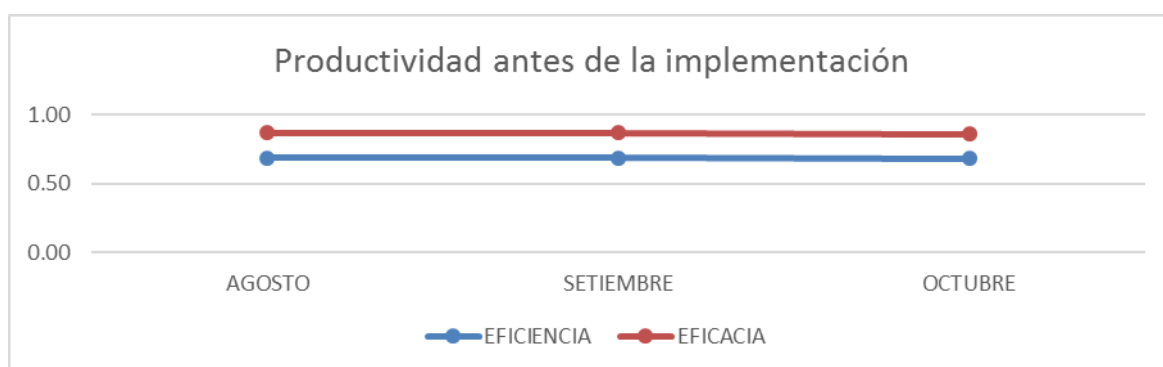 Productividad antes de la implementación
1.00
0.50
0.00
AGOSTO SETIEMBRE OCTUBRE
EFICIENCIA EFICACIA